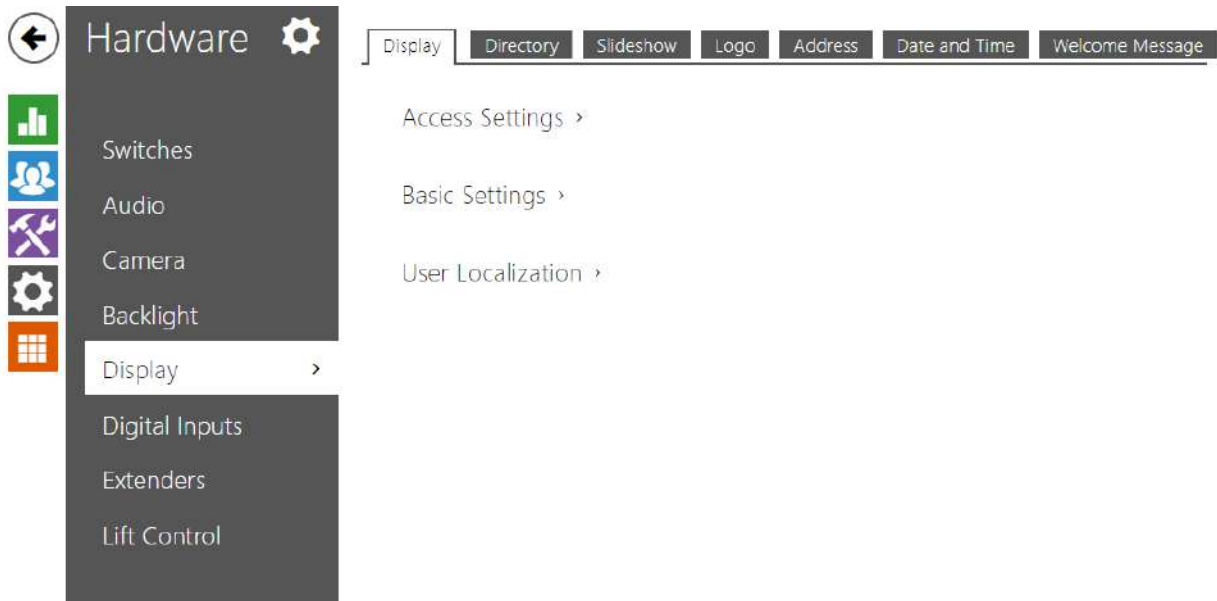 Hardware
Switches
Audio
Camera
Backlight
Display
Digital Inputs
Extenders
Lift Control
Display Directory Slideshow Logo Address Date and Time Welcome Message
Access Settings
Basic Settings
User Localization